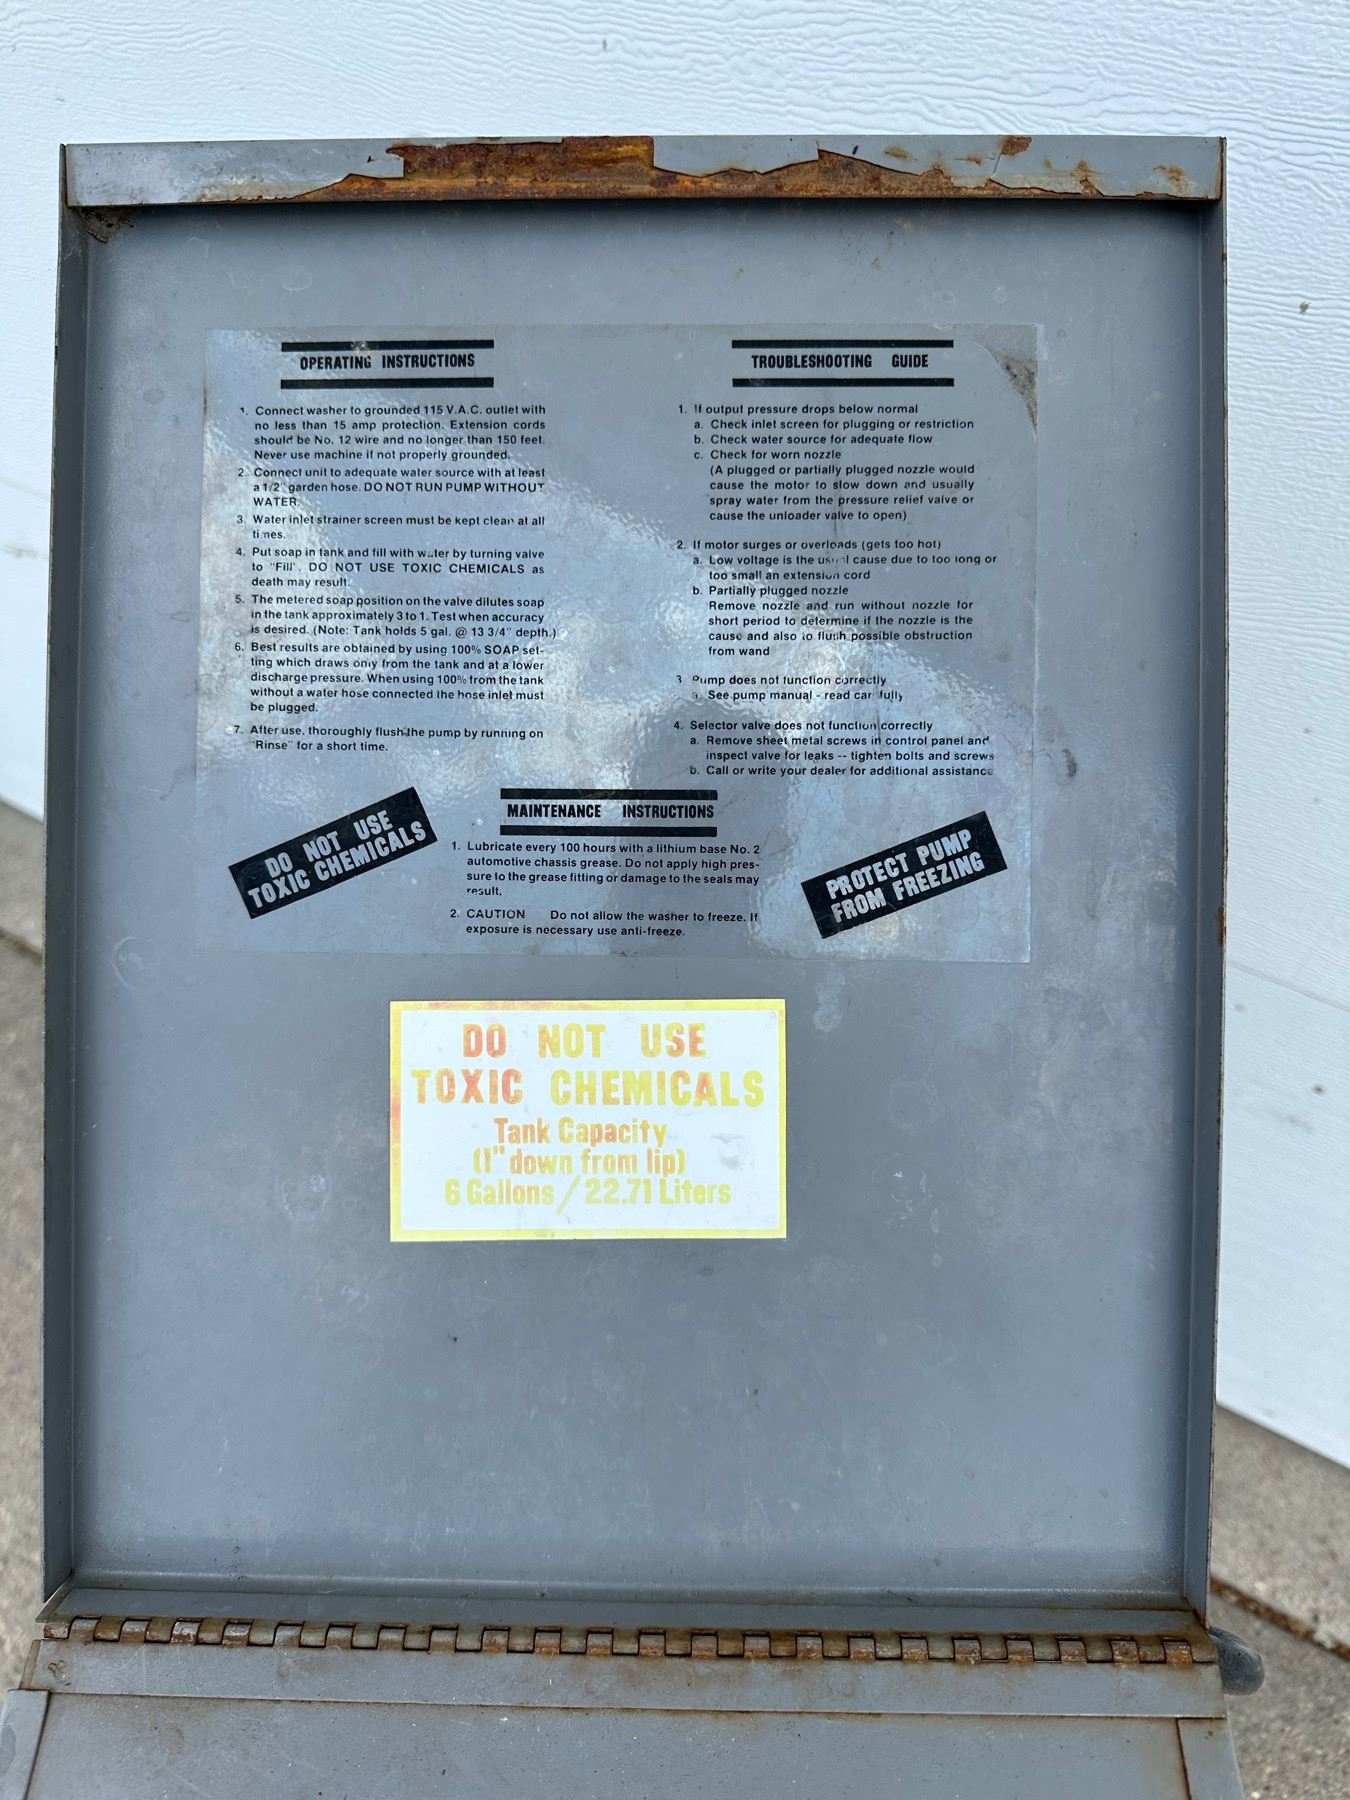 OPERATING INSTRUCTIONS
1. Connect washer to grounded 115 V.A.C. outlet with
no less than 15 amp protection. Extension cords
should be No. 12 wire and no longer than 150 feet.
Never use machine if not properly grounded.
2. Connect unit to adequate water source with at least
a 1/2" garden hose. DO NOT RUN PUMP WITHOUT
WATER.
3. Water inlet strainer screen must be kept clean at all
times.
4. Put soap in tank and fill with water by turning valve
to "Fill". DO NOT USE TOXIC CHEMICALS as
death may result.
5. The metered soap position on the valve dilutes soap
in the tank approximately 3 to 1. Test when accuracy
is desired. (Note: Tank holds 5 gal. @ 13 3/4" depth.)
6. Best results are obtained by using 100% SOAP set-
ting which draws only from the tank and at a lower
discharge pressure. When using 100% from the tank
without a water hose connected the hose inlet must
be plugged.
7. After use, thoroughly flush the pump by running on
"Rinse" for a short time.
TROUBLESHOOTING GUIDE
1. If output pressure drops below normal
a. Check inlet screen for plugging or restriction
b. Check water source for adequate flow
c. Check for worn nozzle
(A plugged or partially plugged nozzle would
cause the motor to slow down and usually
spray water from the pressure relief valve or
cause the unloader valve to open)
2. If motor surges or overloads (gets too hot)
a. Low voltage is the usual cause due to too long or
too small an extension cord
b. Partially plugged nozzle
Remove nozzle and run without nozzle for
short period to determine if the nozzle is the
cause and also to flush possible obstruction
from wand
3. Pump does not function correctly
a. See pump manual - read carefully
4. Selector valve does not function correctly
a. Remove sheet metal screws in control panel and
inspect valve for leaks -- tighten bolts and screws
b. Call or write your dealer for additional assistance
MAINTENANCE INSTRUCTIONS
1. Lubricate every 100 hours with a lithium base No. 2
automotive chassis grease. Do not apply high pres-
sure to the grease fitting or damage to the seals may
result.
2. CAUTION Do not allow the washer to freeze. If
exposure is necessary use anti-freeze.
DO NOT USE
TOXIC CHEMICALS
PROTECT PUMP
FROM FREEZING
DO NOT USE
TOXIC CHEMICALS
Tank Capacity
(1" down from lip)
6 Gallons / 22.71 Liters